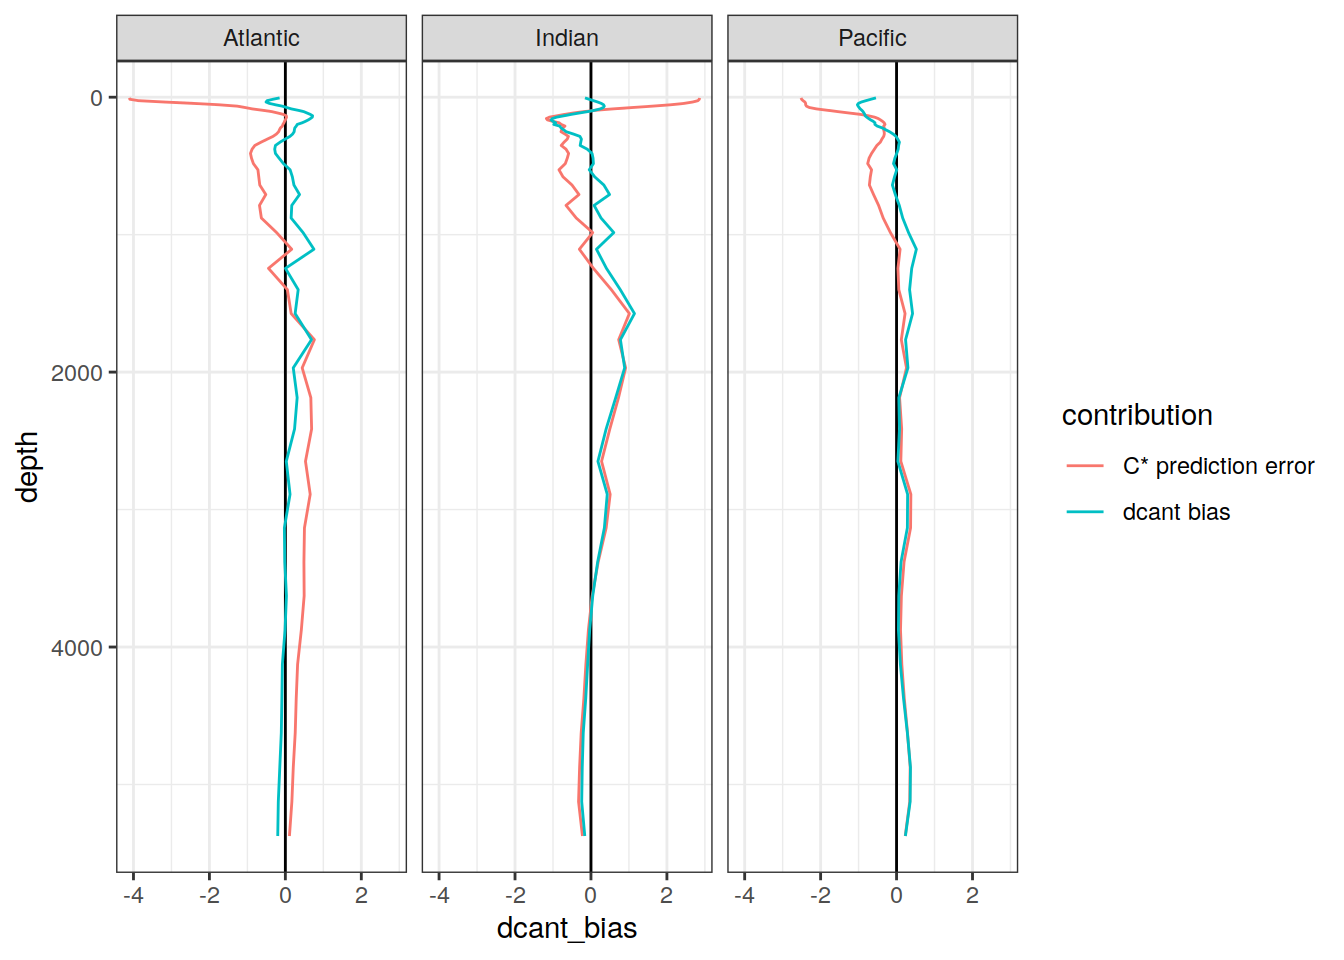 Atlantic Indian Pacific
0
2000
4000
depth
-4 -2 0 2 -4 -2 0 2 -4 -2 0 2
dcant_bias
contribution
C* prediction error
dcant bias